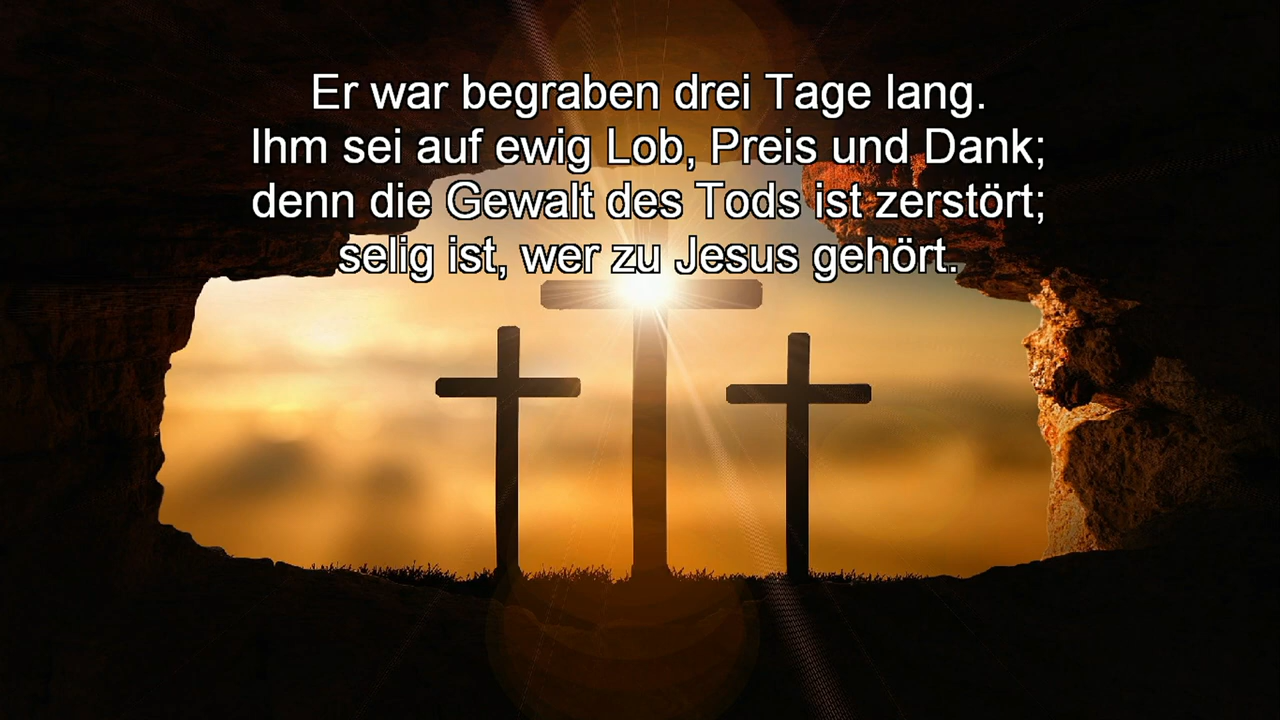 Er war begraben drei Tage lang.
Ihm sei auf ewig Lob, Preis und Dank;
denn die Gewalt des Tods ist zerstört;
selig ist, wer zu Jesus gehört.